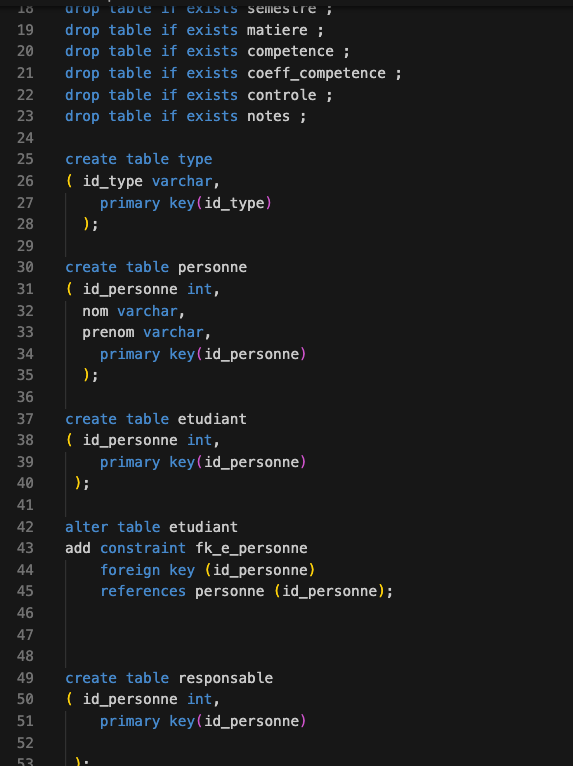 18 drop table if exists semestre ;
19 drop table if exists matiere ;
20 drop table if exists competence ;
21 drop table if exists coeff_competence ;
22 drop table if exists controle ;
23 drop table if exists notes ;
24
25 create table type
26 ( id_type varchar,
27 primary key(id_type)
28 );
29
30 create table personne
31 ( id_personne int,
32 nom varchar,
33 prenom varchar,
34 primary key(id_personne)
35 );
36
37 create table etudiant
38 ( id_personne int,
39 primary key(id_personne)
40 );
41
42 alter table etudiant
43 add constraint fk_e_personne
44 foreign key (id_personne)
45 references personne (id_personne);
46
47
48
49 create table responsable
50 ( id_personne int,
51 primary key(id_personne)
52
53 );